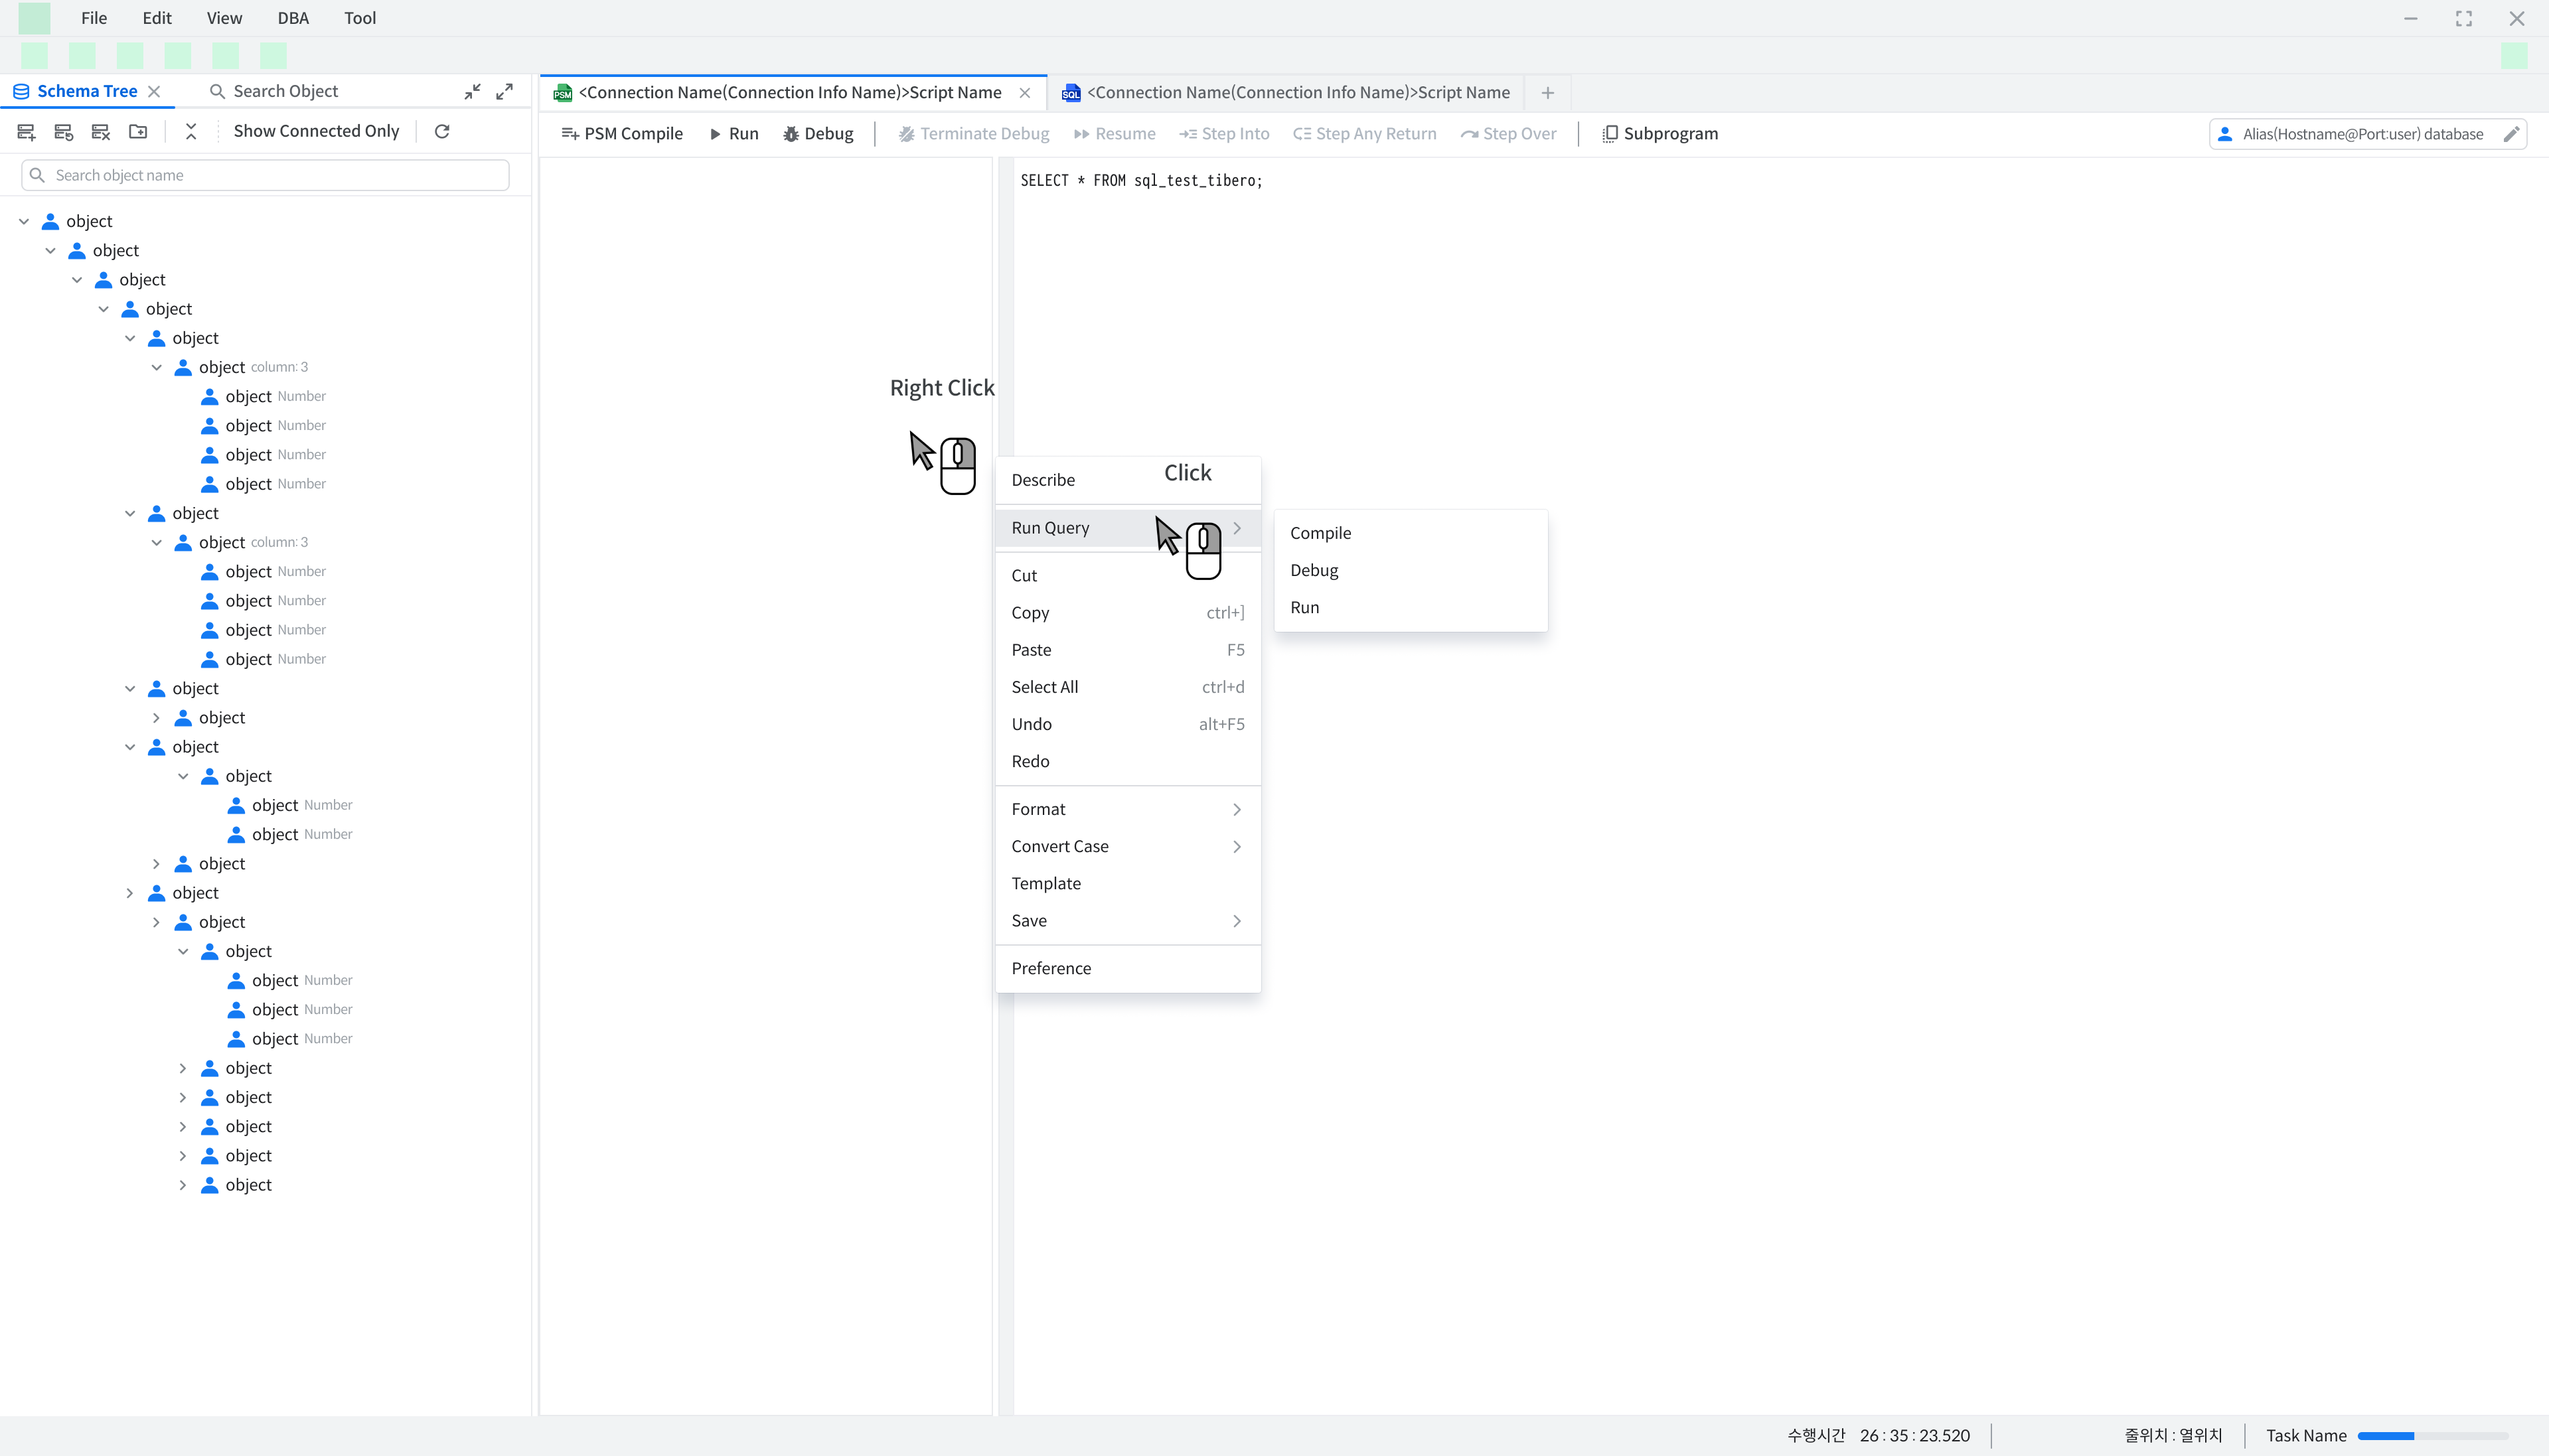 File Edit View DBA Tool
Schema Tree Search Object
<Connection Name(Connection Info Name)>Script Name <Connection Name(Connection Info Name)>Script Name
Show Connected Only
PSM Compile Run Debug Terminate Debug Resume Step Into Step Any Return Step Over Subprogram Alias(Hostname@Port:user) database
Search object name
object
object
object
object
object
object column: 3
object Number
object Number
object Number
object Number
object
object column: 3
object Number
object Number
object Number
object Number
object
object
object
object
object Number
object Number
object
object
object
object
object Number
object Number
object Number
object
object
object
object
object
SELECT * FROM sql_test_tibero;
Right Click
Click
Describe
Run Query
Cut
Copy ctrl+]
Paste F5
Select All ctrl+d
Undo alt+F5
Redo
Format
Convert Case
Template
Save
Preference
Compile
Debug
Run
수행시간 26 : 35 : 23.520 줄위치 : 열위치 Task Name
PSM
SQL